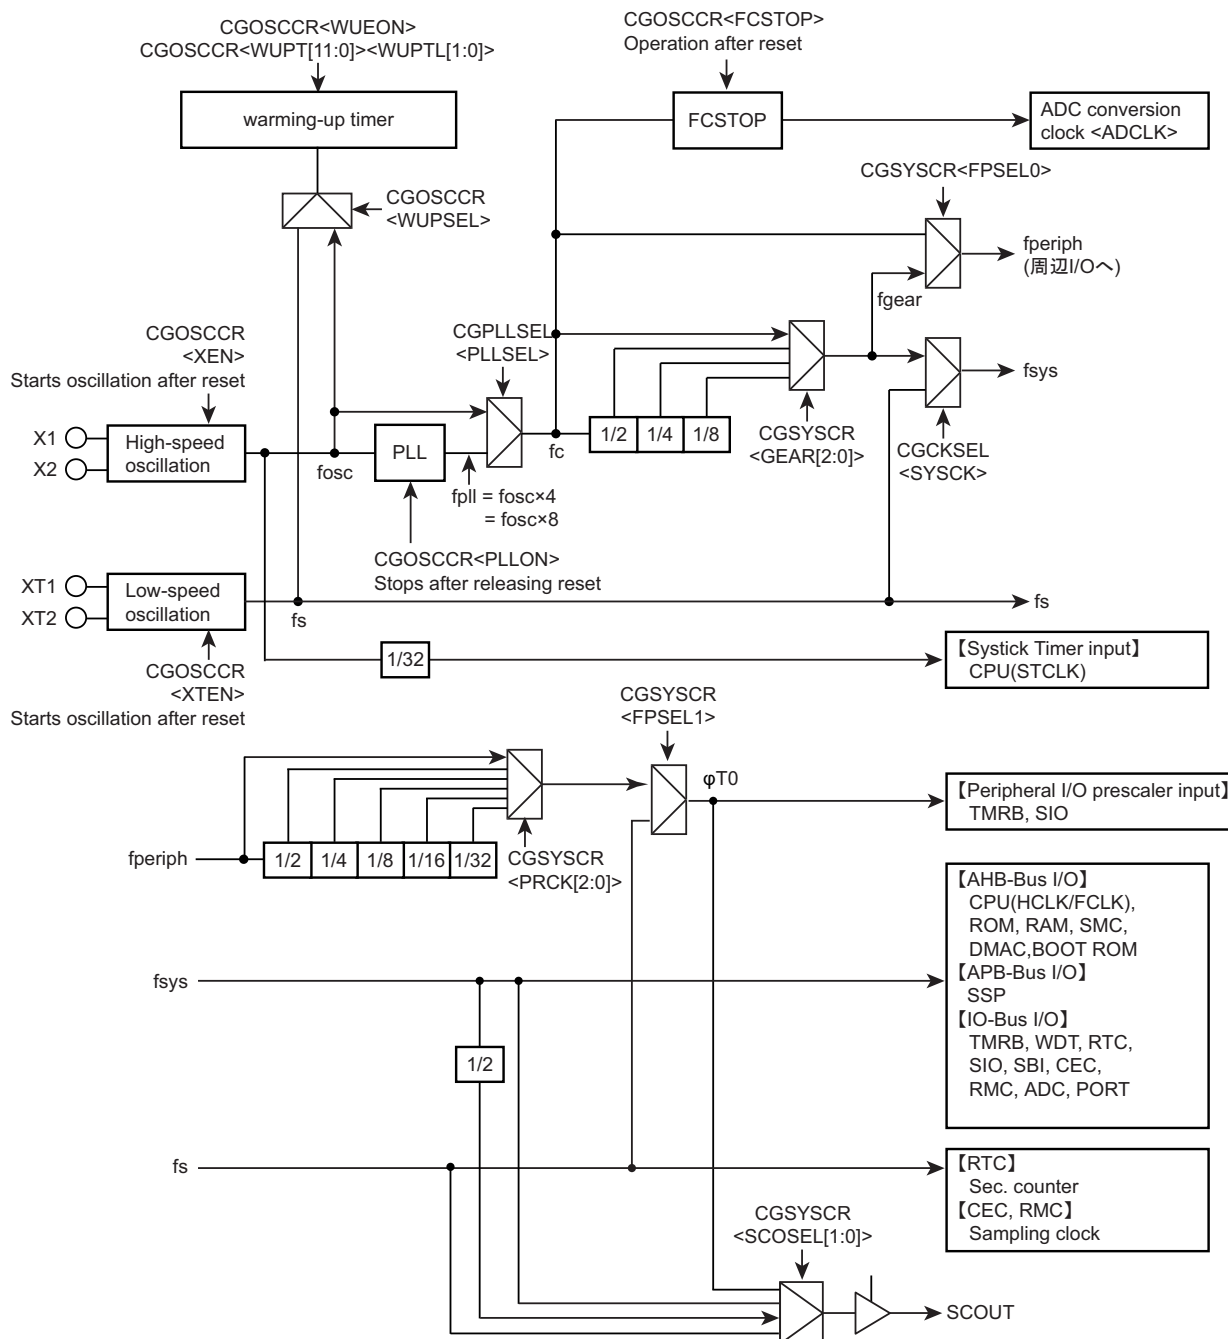 CGOSCCR<WUEON>
CGOSCCR<WUPT[11:0]><WUPTL[1:0]>
warming-up timer
CGOSCCR
<WUPSEL>
CGOSCCR<FCSTOP>
Operation after reset
FCSTOP
ADC conversion
clock <ADCLK>
CGSYSCR<FPSEL0>
fperiph
(周辺I/Oへ)
fgear
CGOSCCR
<XEN>
Starts oscillation after reset
CGPLLSEL
<PLLSEL>
fsys
X1
X2
High-speed
oscillation
fosc
PLL
fc
1/2
1/4
1/8
CGSYSCR
<GEAR[2:0]>
CGCKSEL
<SYSCK>
fpll = fosc×4
= fosc×8
CGOSCCR<PLLON>
Stops after releasing reset
XT1
XT2
Low-speed
oscillation
fs
fs
CGOSCCR
<XTEN>
Starts oscillation after reset
1/32
【Systick Timer input】
CPU(STCLK)
CGSYSCR
<FPSEL1>
φT0
【Peripheral I/O prescaler input】
TMRB, SIO
fperiph
1/2
1/4
1/8
1/16
1/32
CGSYSCR
<PRCK[2:0]>
【AHB-Bus I/O】
CPU(HCLK/FCLK),
ROM, RAM, SMC,
DMAC,BOOT ROM
【APB-Bus I/O】
SSP
【IO-Bus I/O】
TMRB, WDT, RTC,
SIO, SBI, CEC,
RMC, ADC, PORT
fsys
1/2
fs
【RTC】
Sec. counter
【CEC, RMC】
Sampling clock
CGSYSCR
<SCOSEL[1:0]>
SCOUT